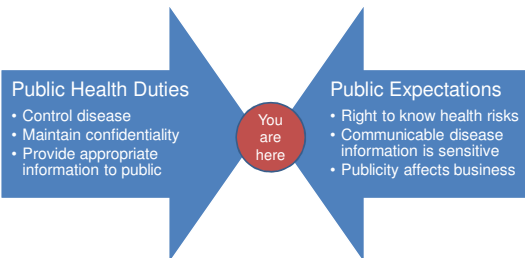 Public Health Duties
• Control disease
• Maintain confidentiality
• Provide appropriate
information to public
You
are
here
Public Expectations
• Right to know health risks
• Communicable disease
information is sensitive
• Publicity affects business